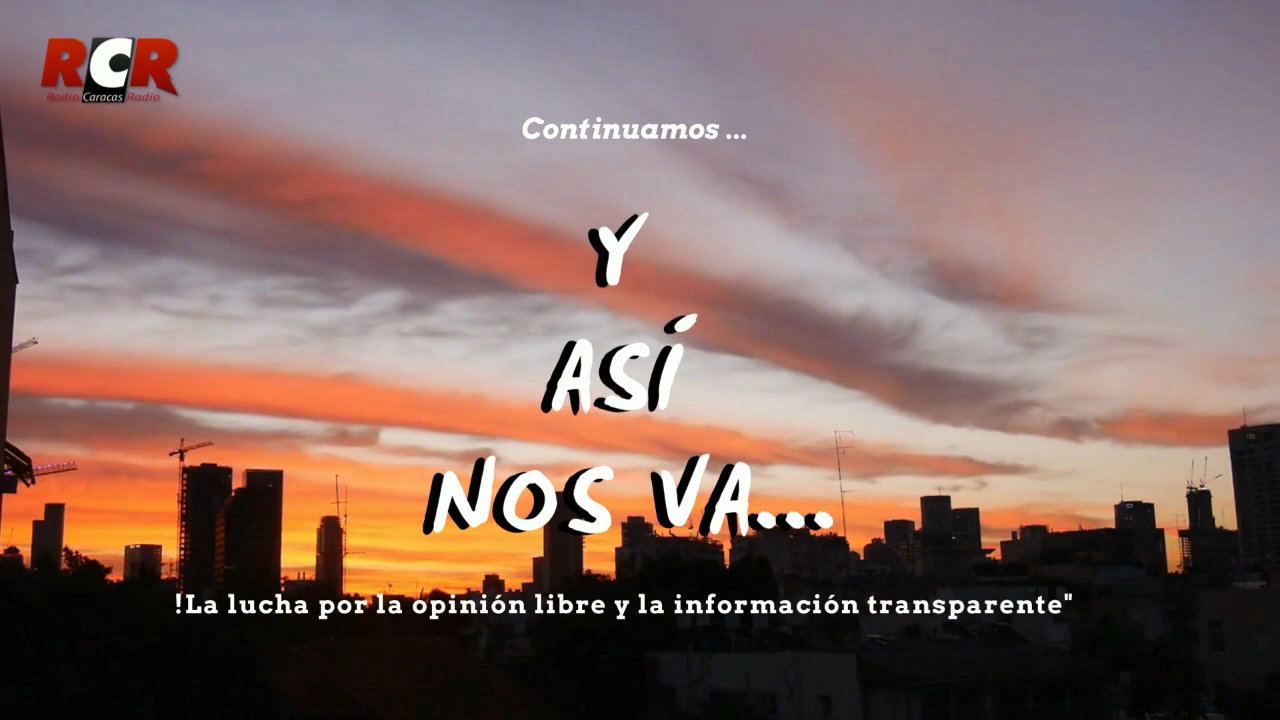 RCR
Radio Caracas Radio
Continuamos ...
Y
ASÍ
NOS VA...
!La lucha por la opinión libre y la información transparente"